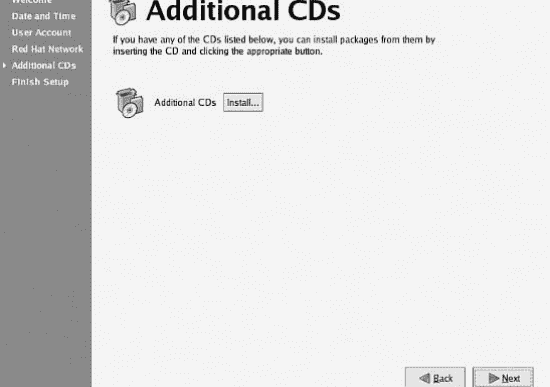 Welcome
Additional CDs
Date and Time
User Account
Red Hat Network
Additional CDs
Finish Setup
If you have any of the CDs listed below, you can install packages from them by
inserting the CD and clicking the appropriate button.
Additional CDs Install...
Back Next